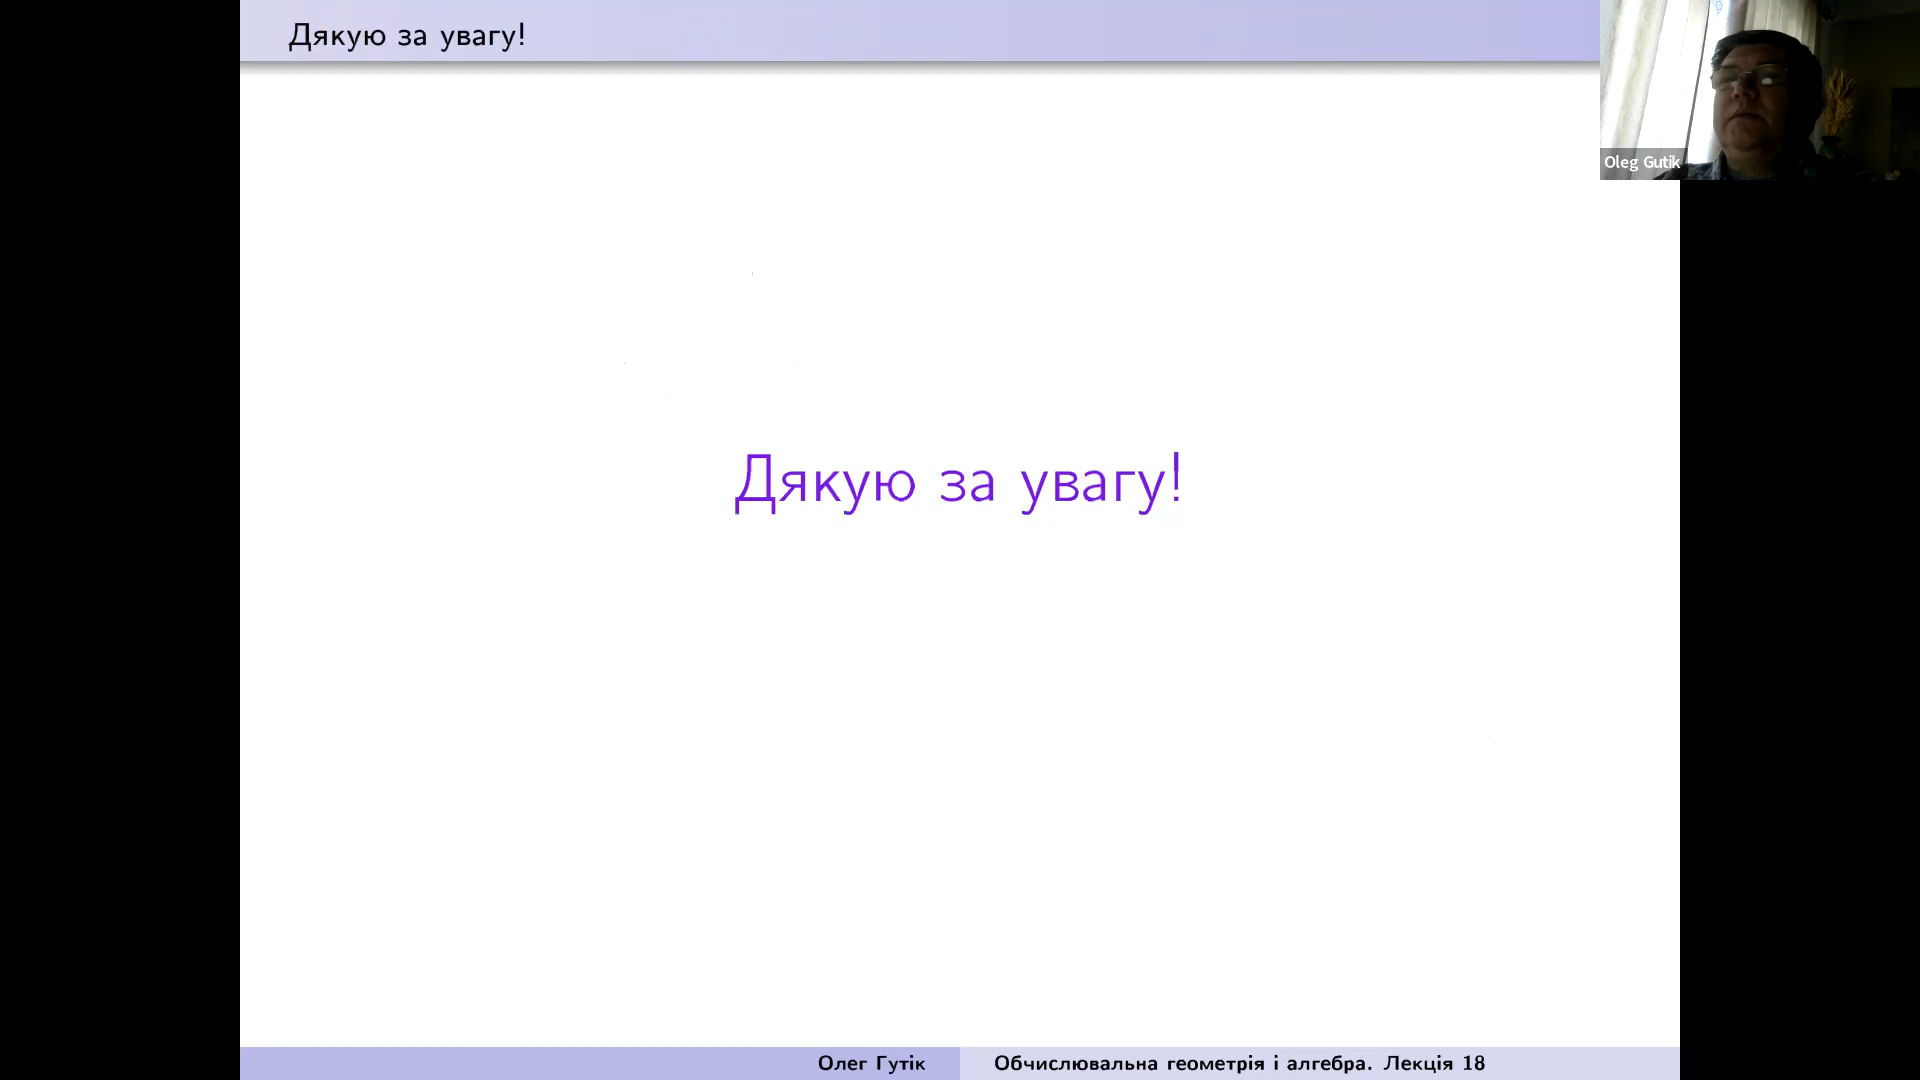 Дякую за увагу!
Oleg Gutik
Дякую за увагу!
Олег Гутік
Обчислювальна геометрія і алгебра. Лекція 18